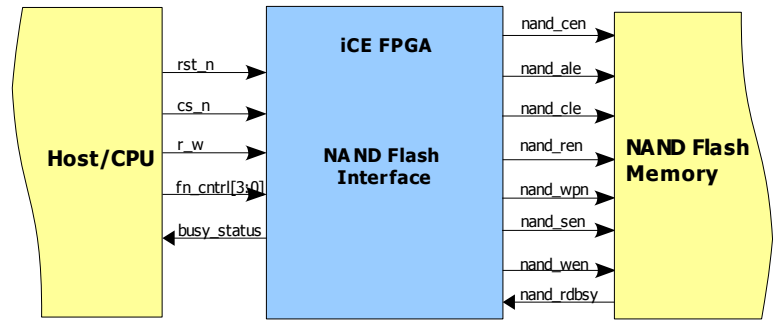 iCE FPGA
NAND Flash
Interface
Host/CPU
rst_n
cs_n
r_w
fn_cntrl[3:0]
busy_status
nand_cen
nand_ale
nand_cle
nand_ren
nand_wpn
nand_sen
nand_wen
nand_rdbsy
NAND Flash
Memory